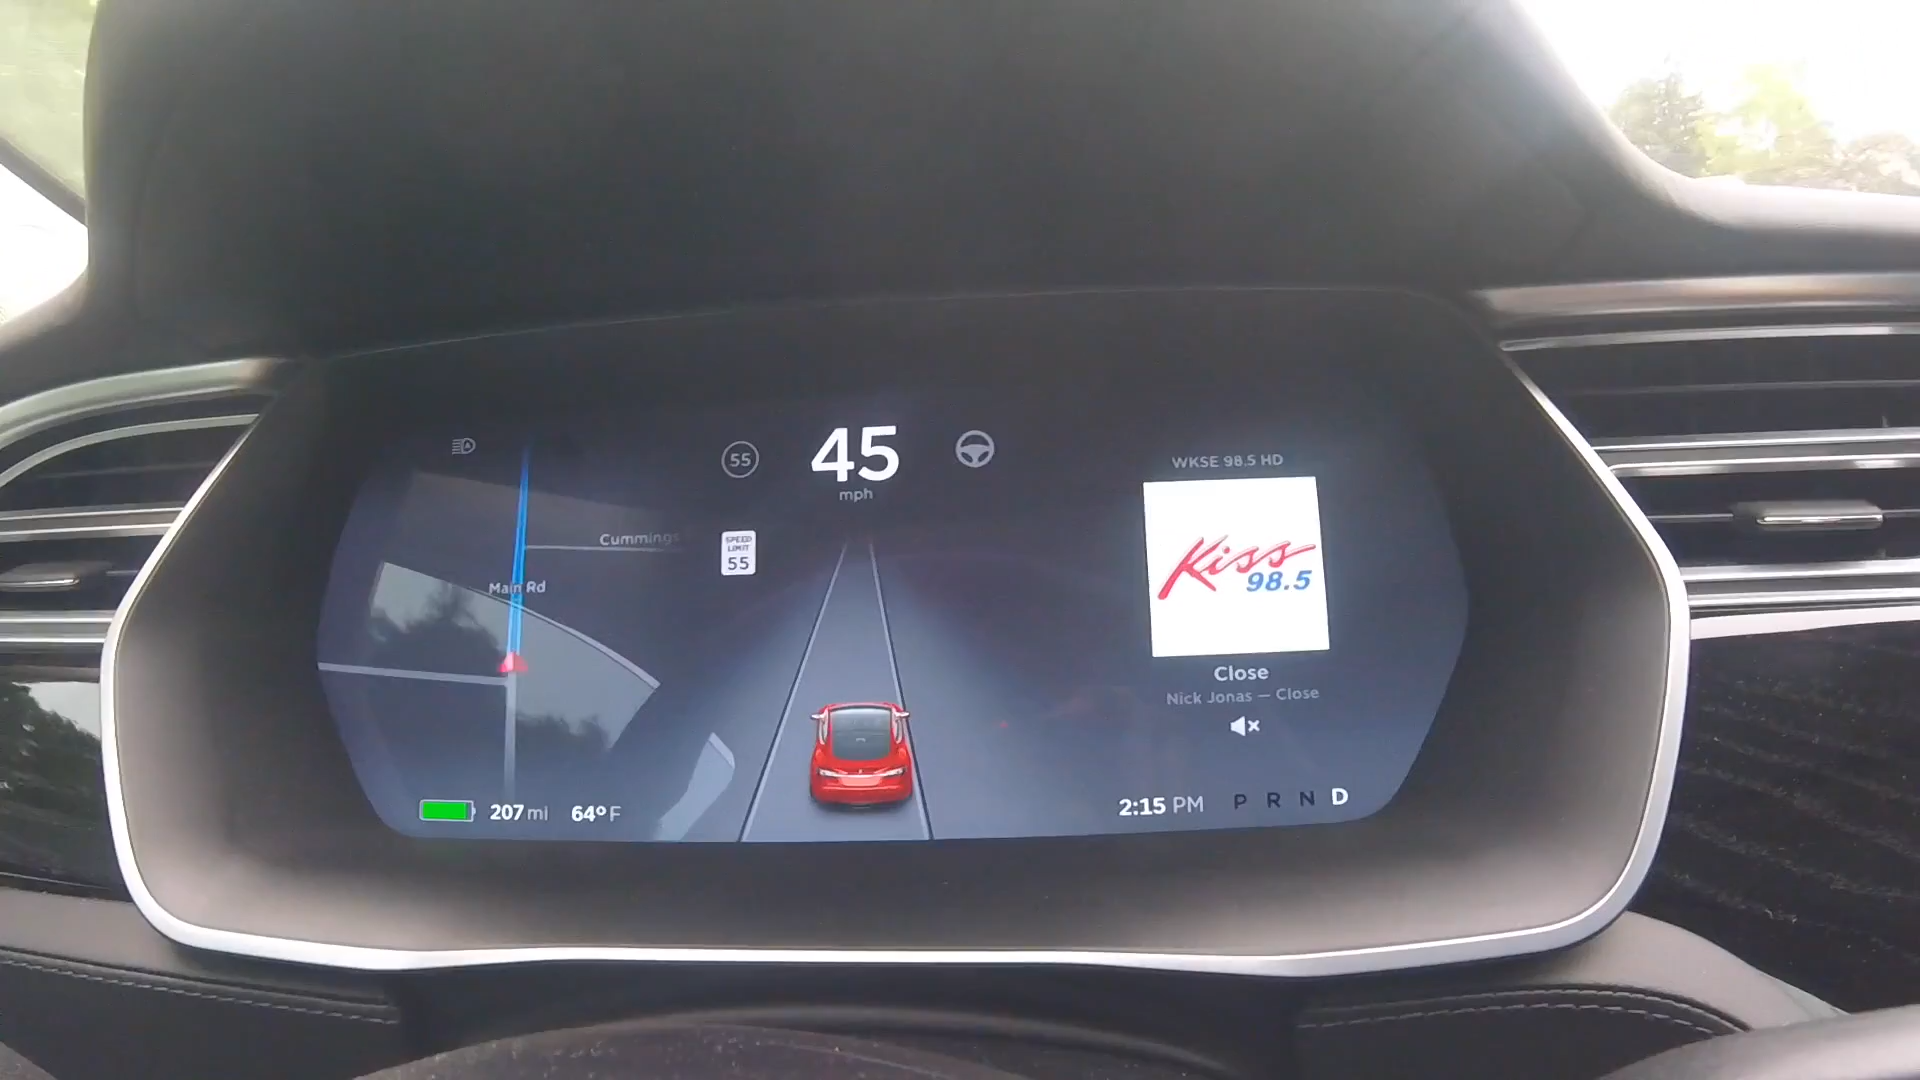 55
45
mph
SPEED
LIMIT
55
Cummings
Main Rd
207 mi
64°F
WKSE 98.5 HD
Kiss
98.5
Close
Nick Jonas — Close
2:15 PM
P R N D